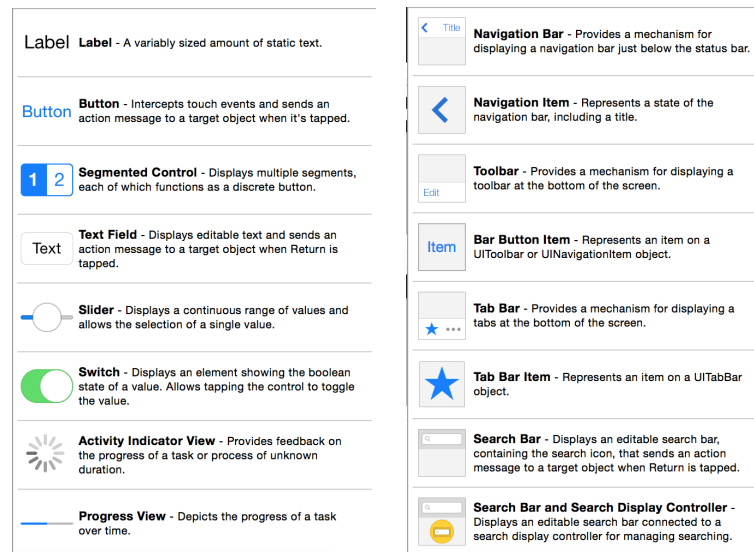 Label Label - A variably sized amount of static text.
Button Button - Intercepts touch events and sends an
action message to a target object when it's tapped.
1 2 Segmented Control - Displays multiple segments,
each of which functions as a discrete button.
Text Text Field - Displays editable text and sends an
action message to a target object when Return is
tapped.
Slider - Displays a continuous range of values and
allows the selection of a single value.
Switch - Displays an element showing the boolean
state of a value. Allows tapping the control to toggle
the value.
Activity Indicator View - Provides feedback on
the progress of a task or process of unknown
duration.
Progress View - Depicts the progress of a task
over time.
Title Navigation Bar - Provides a mechanism for
displaying a navigation bar just below the status bar.
Navigation Item - Represents a state of the
navigation bar, including a title.
Edit Toolbar - Provides a mechanism for displaying a
toolbar at the bottom of the screen.
Item Bar Button Item - Represents an item on a
UIToolbar or UINavigationItem object.
Tab Bar - Provides a mechanism for displaying a
tabs at the bottom of the screen.
Tab Bar Item - Represents an item on a UITabBar
object.
Search Bar - Displays an editable search bar,
containing the search icon, that sends an action
message to a target object when Return is tapped.
Search Bar and Search Display Controller -
Displays an editable search bar connected to a
search display controller for managing searching.